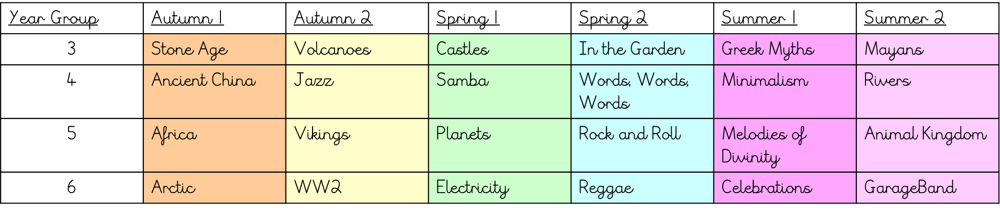 Year Group Autumn 1 Autumn 2 Spring 1 Spring 2 Summer 1 Summer 2
3 Stone Age Volcanoes Castles In the Garden Greek Myths Mayans
4 Ancient China Jazz Samba Words, Words, Minimalism Rivers
Words
5 Africa Vikings Planets Rock and Roll Melodies of Animal Kingdom
Divinity
6 Arctic WW2 Electricity Reggae Celebrations GarageBand